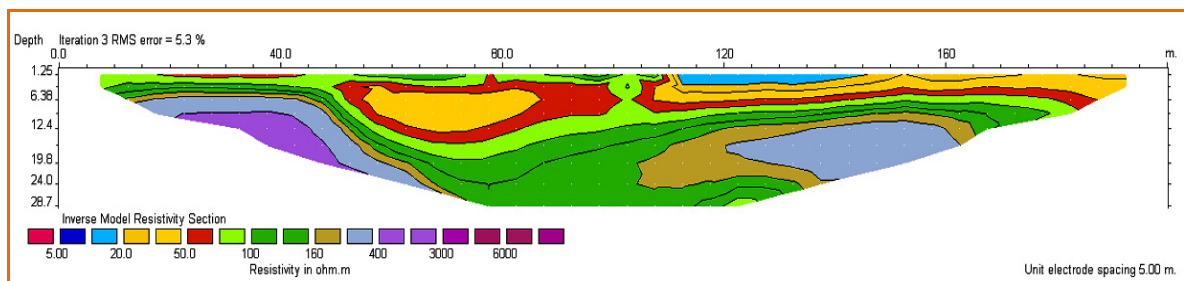 Depth Iteration 3 RMS error = 5.3 %
0.0 40.0 80.0 120 160 m.
1.25
6.38
12.4
19.8
24.0
28.7
Inverse Model Resistivity Section
5.00 20.0 50.0 100 160 400 3000 6000
Resistivity in ohm.m Unit electrode spacing 5.00 m.